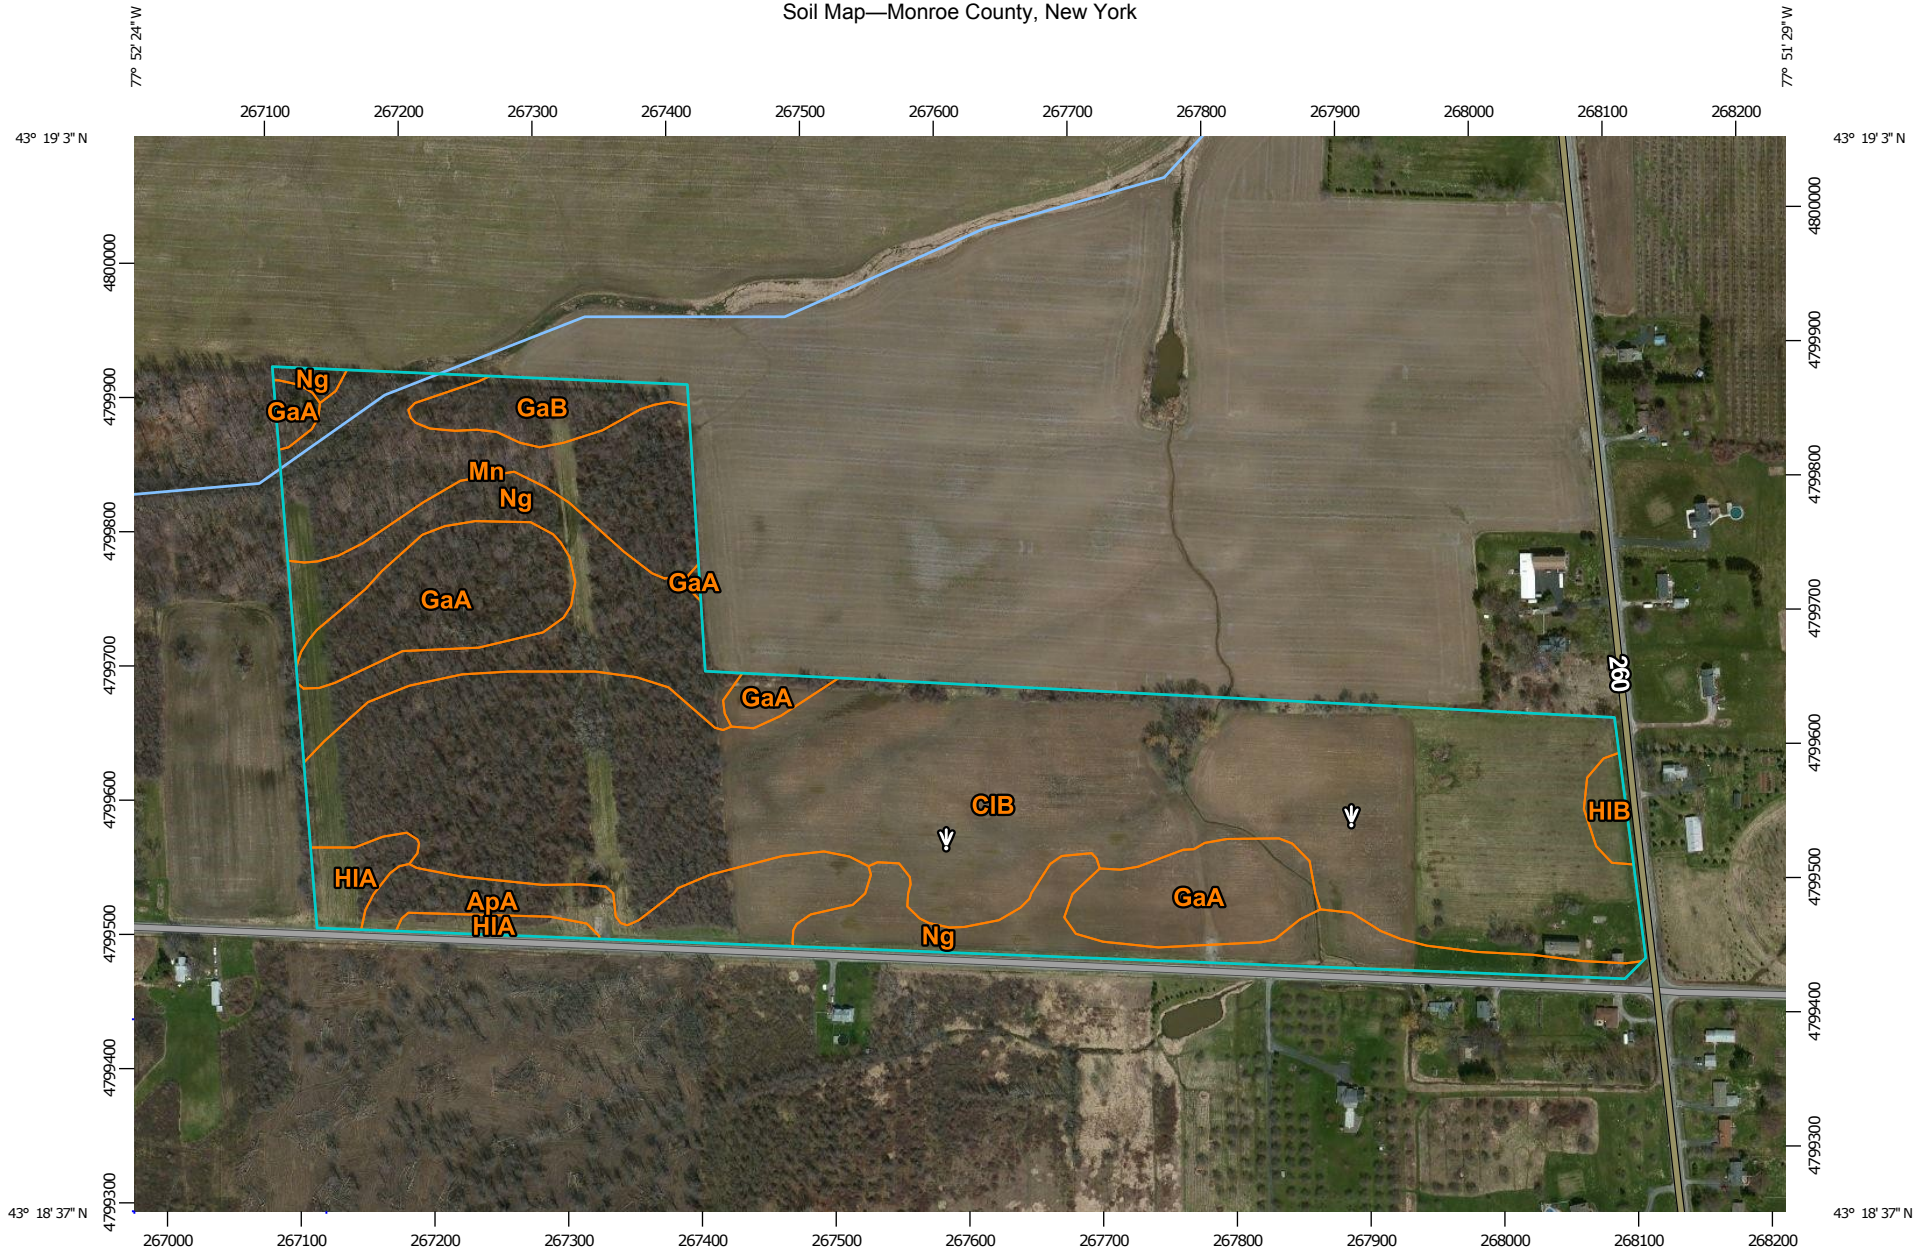 Soil Map—Monroe County, New York
77° 52' 24" W
77° 51' 29" W
267100 267200 267300 267400 267500 267600 267700 267800 267900 268000 268100 268200
43° 19' 3" N
43° 19' 3" N
4800000
4799900
4799800
4799700
4799600
4799500
4799400
4799300
4800000
4799900
4799800
4799700
4799600
4799500
4799400
4799300
Ng
GaA
GaB
Mn
Ng
GaA
GaA
GaA
260
ClB
HlB
HlA
ApA
HlA
GaA
Ng
43° 18' 37" N
43° 18' 37" N
267000 267100 267200 267300 267400 267500 267600 267700 267800 267900 268000 268100 268200